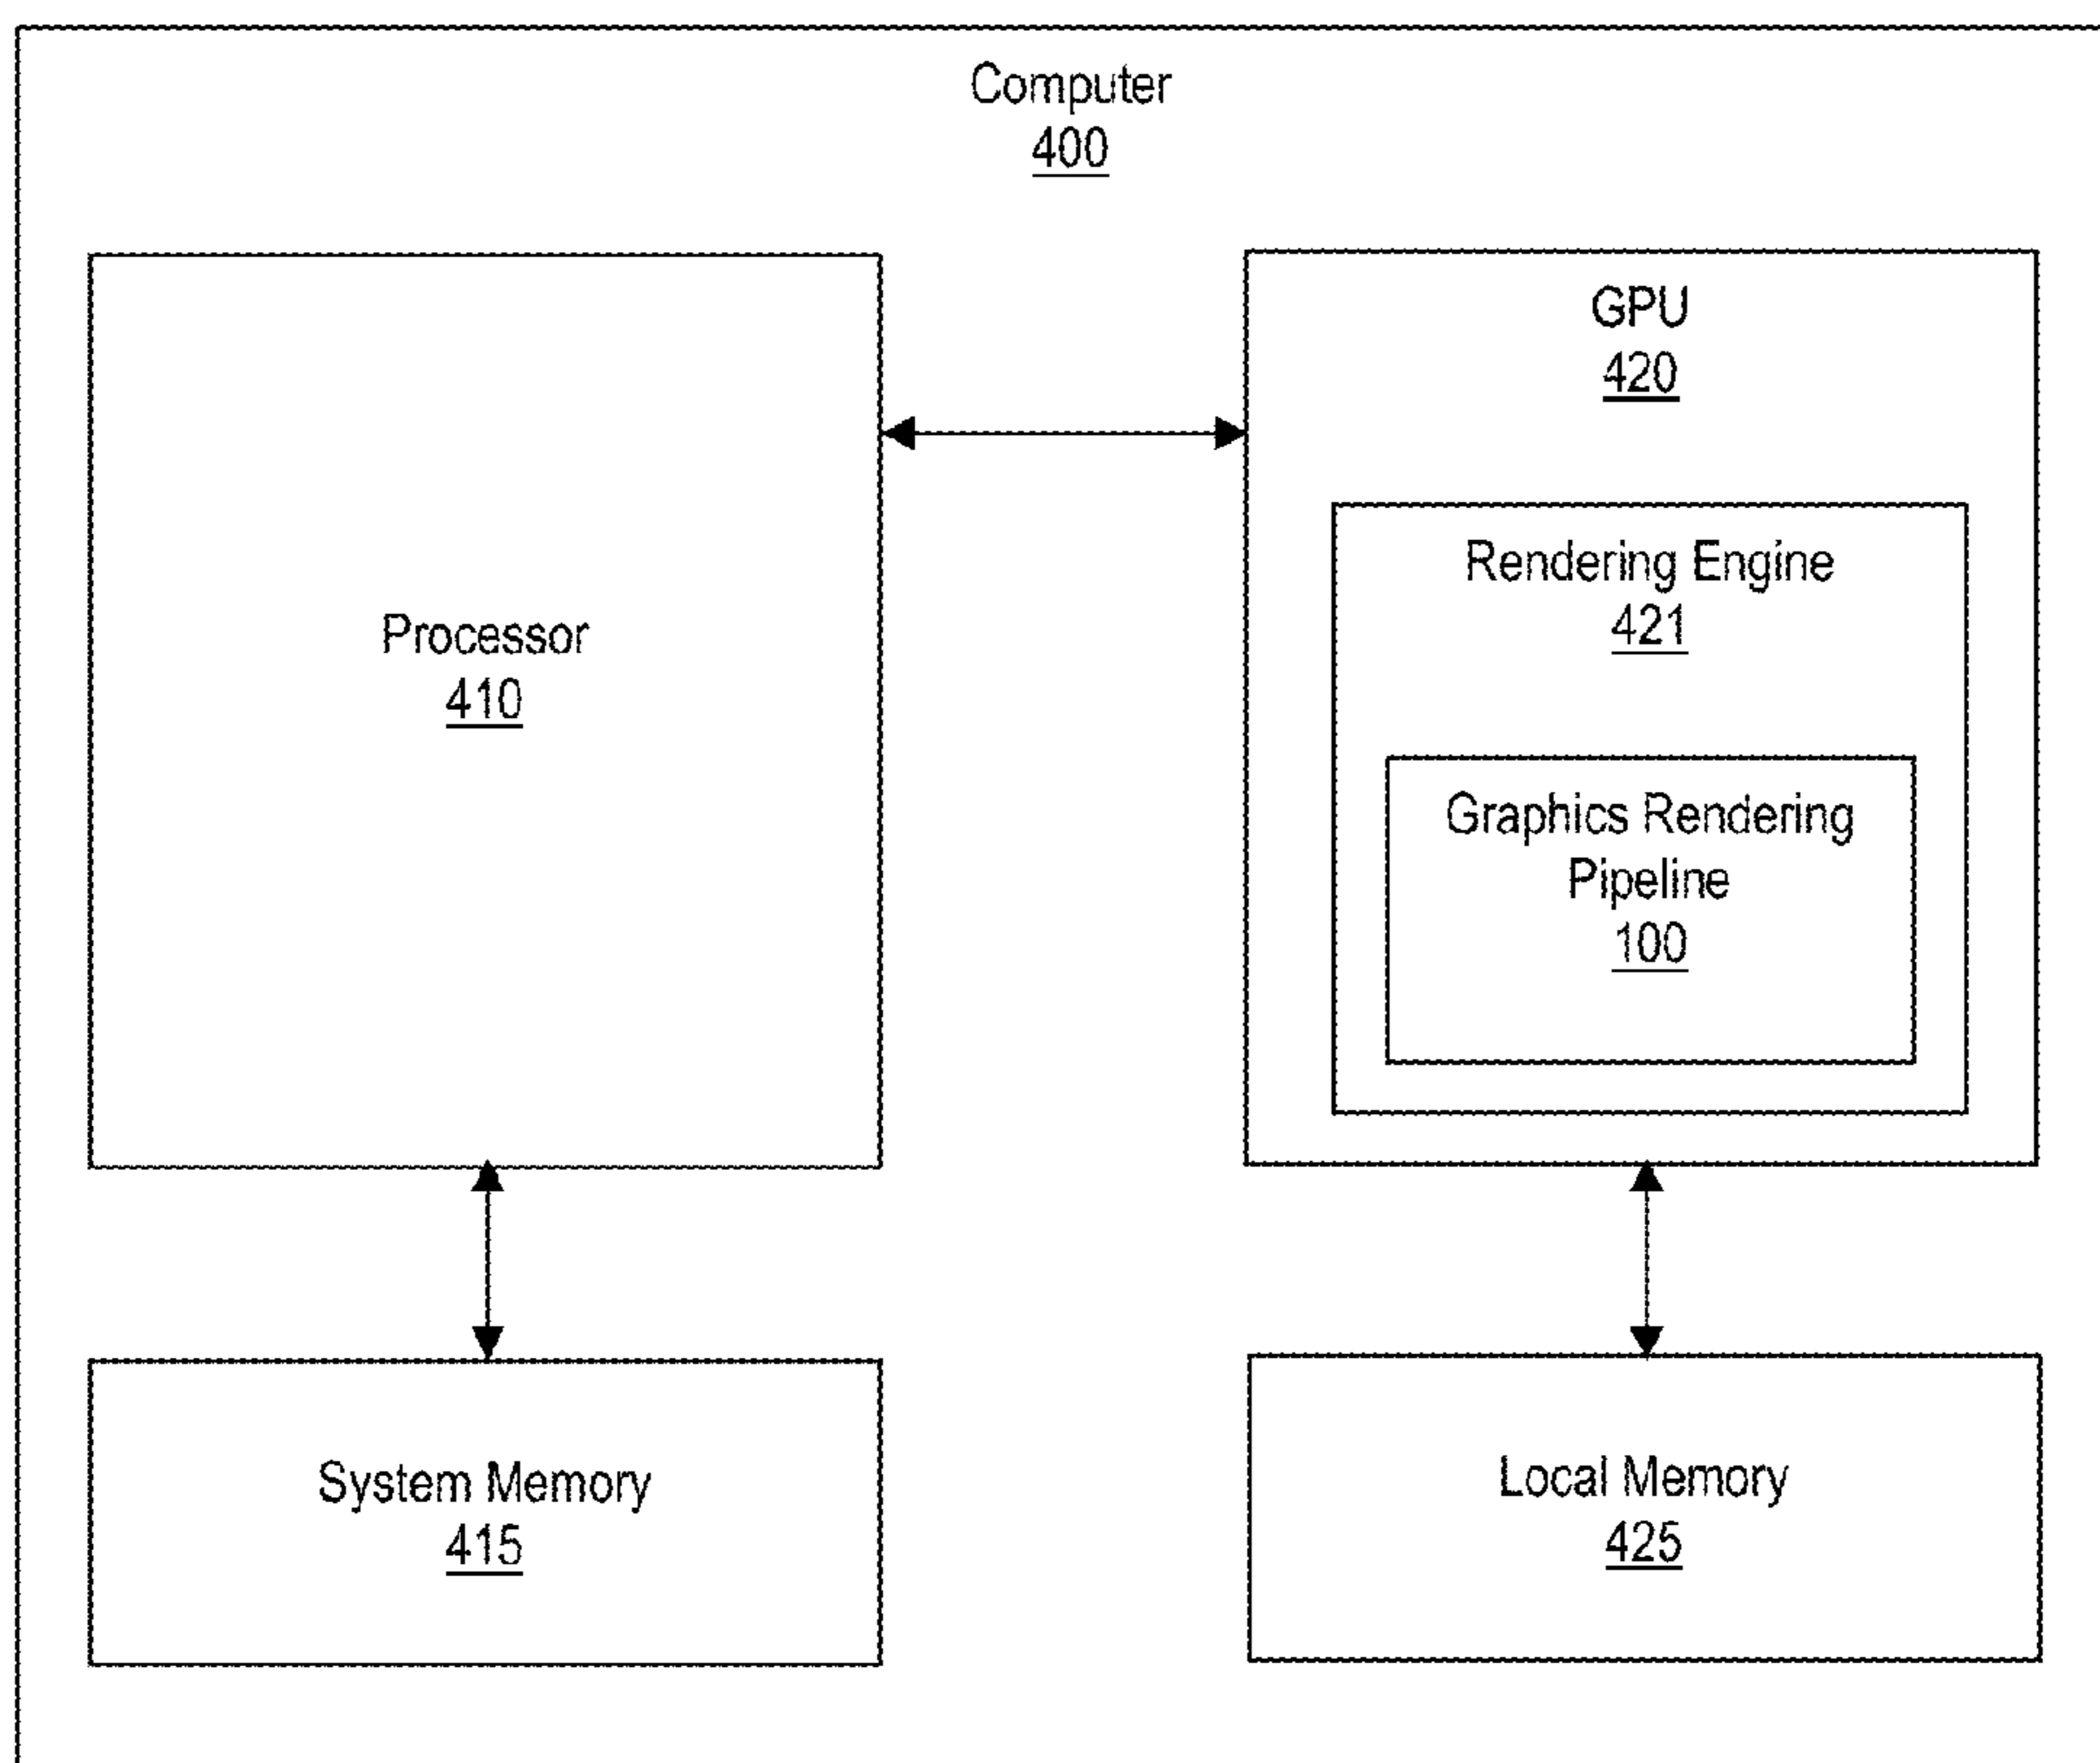 Computer
400
GPU
420
Rendering Engine
421
Processor
410
Graphics Rendering
Pipeline
100
System Memory
415
Local Memory
425